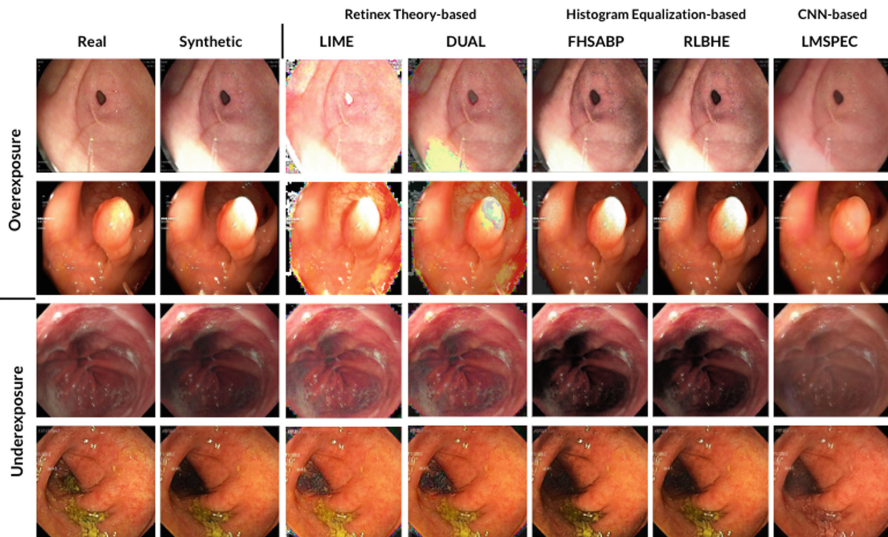 Retinex Theory-based Histogram Equalization-based CNN-based
Real Synthetic LIME DUAL FHSABP RLBHE LMSPEC
Overexposure
Underexposure